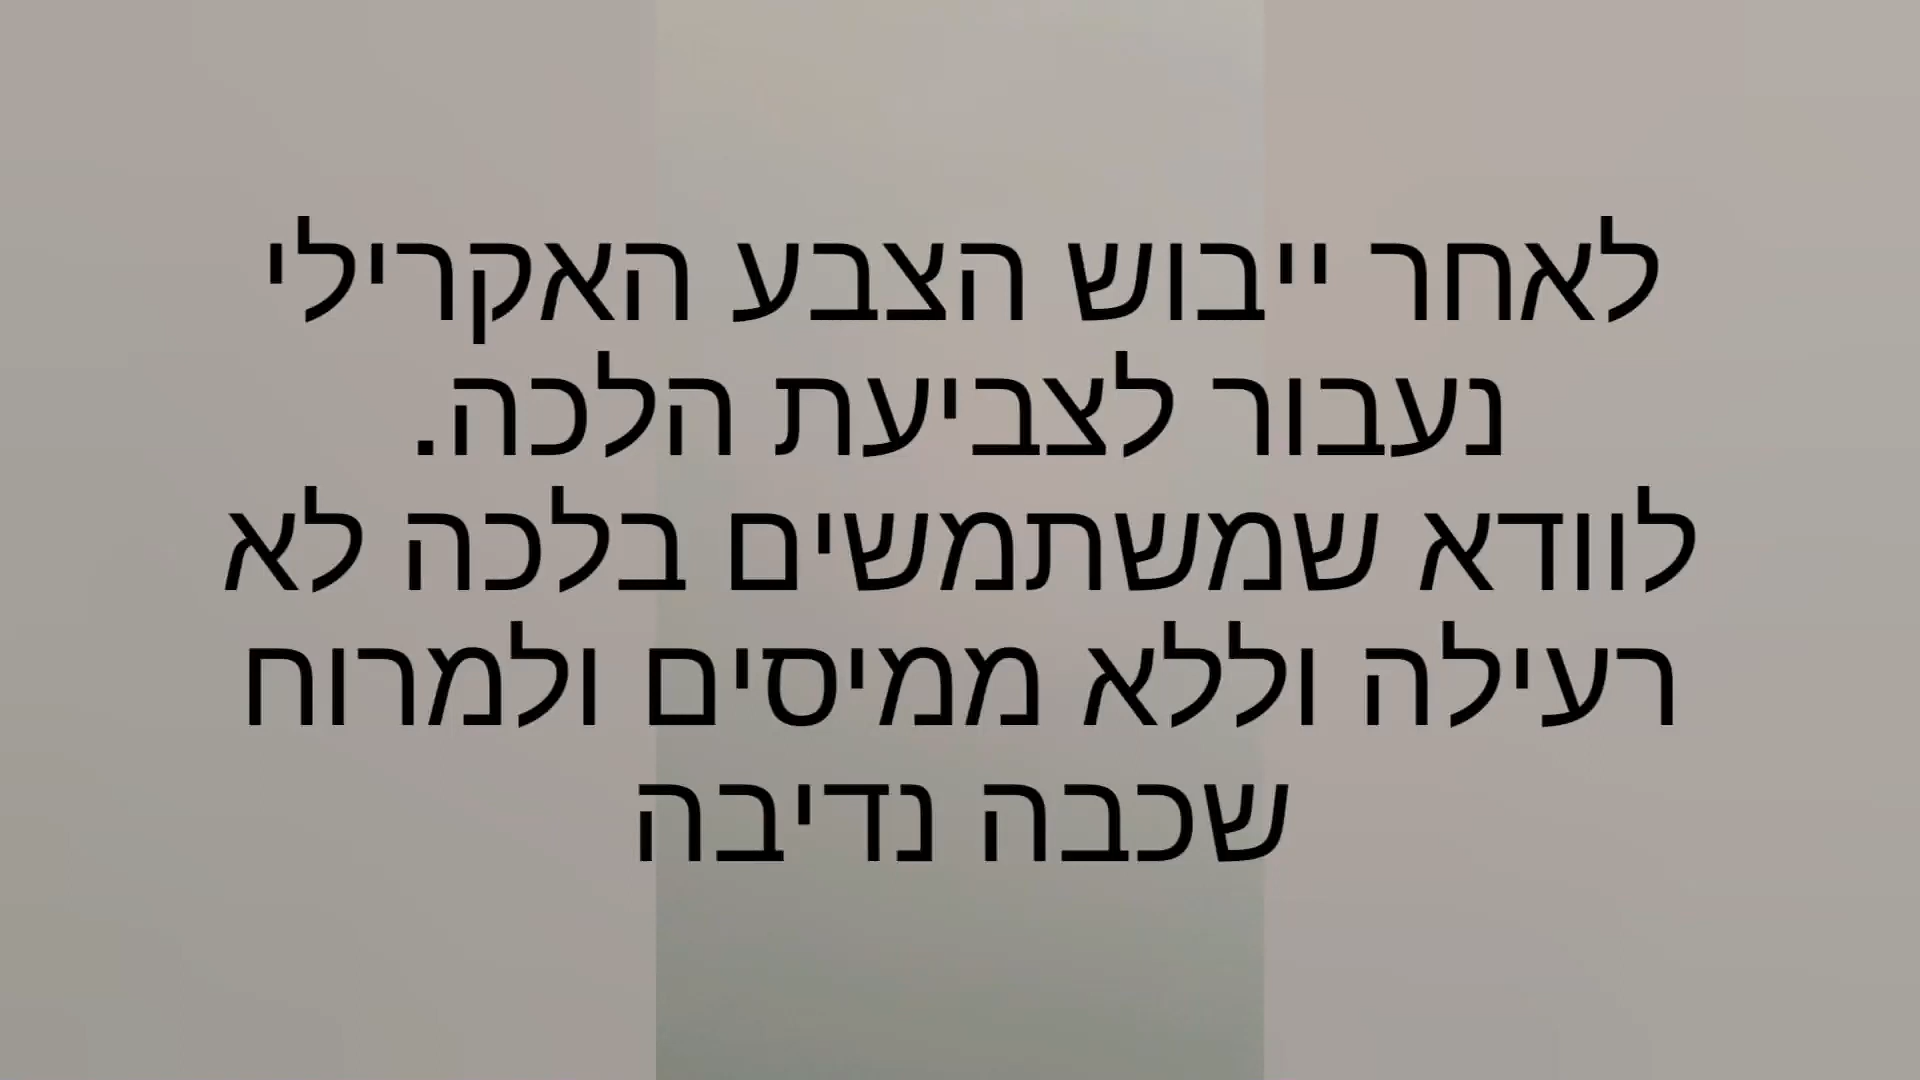 לאחר ייבוש הצבע האקרילי
נעבור לצביעת הלכה.
לוודא שמשתמשים בלכה לא
רעילה וללא ממיסים ולמרוח
שכבה נדיבה